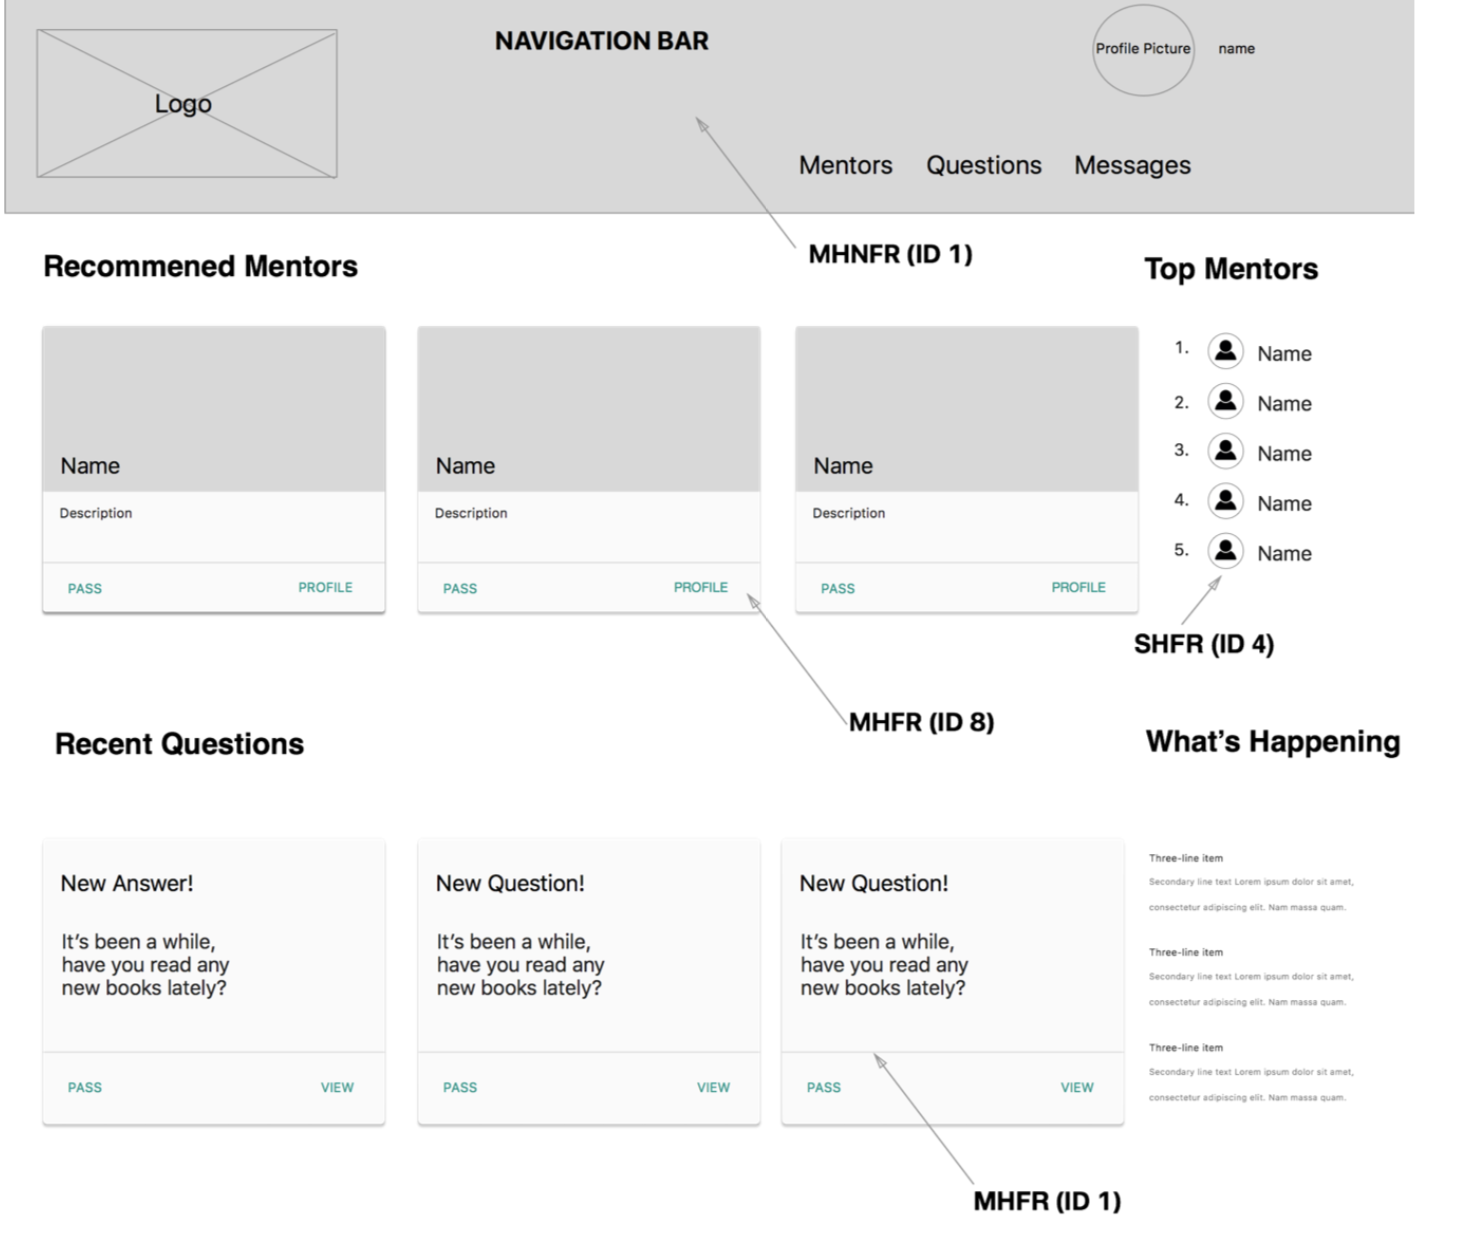 NAVIGATION BAR
Logo
Profile Picture
name
Mentors Questions Messages
MHNFR (ID 1)
Recommened Mentors
Name
Description
PASS PROFILE
Name
Description
PASS PROFILE
Name
Description
PASS PROFILE
MHFR (ID 8)
Top Mentors
1. Name
2. Name
3. Name
4. Name
5. Name
SHFR (ID 4)
Recent Questions
New Answer!
It’s been a while,
have you read any
new books lately?
PASS VIEW
New Question!
It’s been a while,
have you read any
new books lately?
PASS VIEW
New Question!
It’s been a while,
have you read any
new books lately?
PASS VIEW
MHFR (ID 1)
What’s Happening
Three-line item
Secondary line text Lorem ipsum dolor sit amet,
consectetur adipiscing elit. Nam massa quam.
Three-line item
Secondary line text Lorem ipsum dolor sit amet,
consectetur adipiscing elit. Nam massa quam.
Three-line item
Secondary line text Lorem ipsum dolor sit amet,
consectetur adipiscing elit. Nam massa quam.